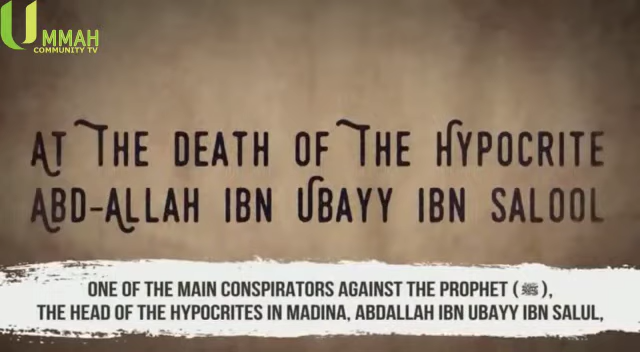 UMMAH
COMMUNITY TV
AT THE DEATH OF THE HYPOCRITE
ABD-ALLAH IBN UBAYY IBN SALOOL
ONE OF THE MAIN CONSPIRATORS AGAINST THE PROPHET (ﷺ),
THE HEAD OF THE HYPOCRITES IN MADINA, ABDALLAH IBN UBAYY IBN SALUL,